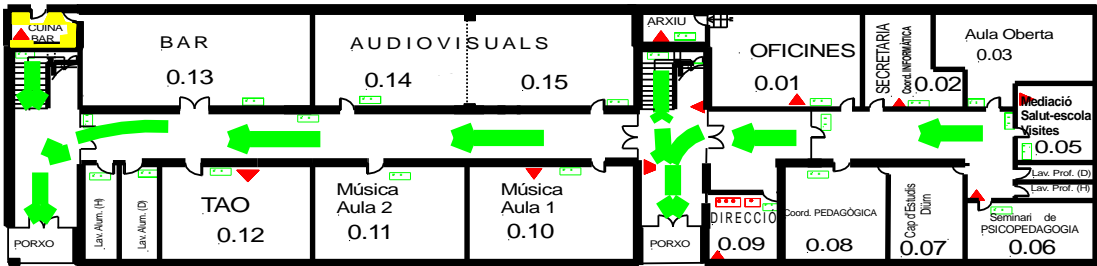 CUINA
BAR
BAR
0.13
AUDIOVISUALS
0.14
0.15
ARXIU
OFICINES
0.01
SECRETARIA
Coord. INFORMÀTICA
0.02
Aula Oberta
0.03
Mediació
Salut-escola
Visites
0.05
Lav. Prof. (D)
Lav. Prof. (H)
PORXO
Lav. Alum. (H)
Lav. Alum. (D)
TAO
0.12
Música
Aula 2
0.11
Música
Aula 1
0.10
PORXO
DIRECCIÓ
0.09
Coord. PEDAGÒGICA
0.08
Cap d'Estudis
Diürn
0.07
Seminari de
PSICOPEDAGOGIA
0.06